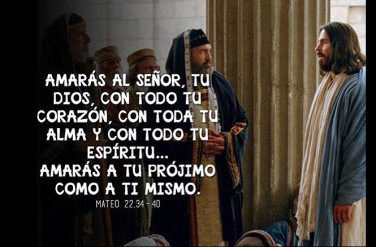 AMARÁS AL SEÑOR, TU
DIOS, CON TODO TU
CORAZÓN, CON TODA TU
ALMA Y CON TODO TU
ESPÍRITU...
AMARÁS A TU PRÓJIMO
COMO A TI MISMO.
MATEO 22,34-40